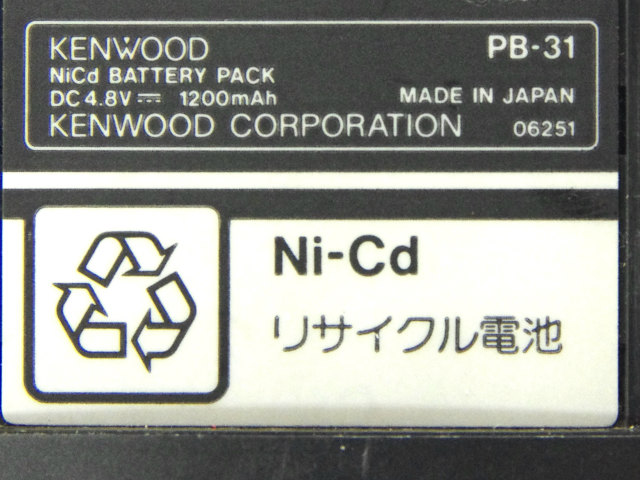 KENWOOD PB-31
NiCd BATTERY PACK
DC 4.8V⎓ 1200mAh MADE IN JAPAN
KENWOOD CORPORATION 06251
Ni-Cd
リサイクル電池